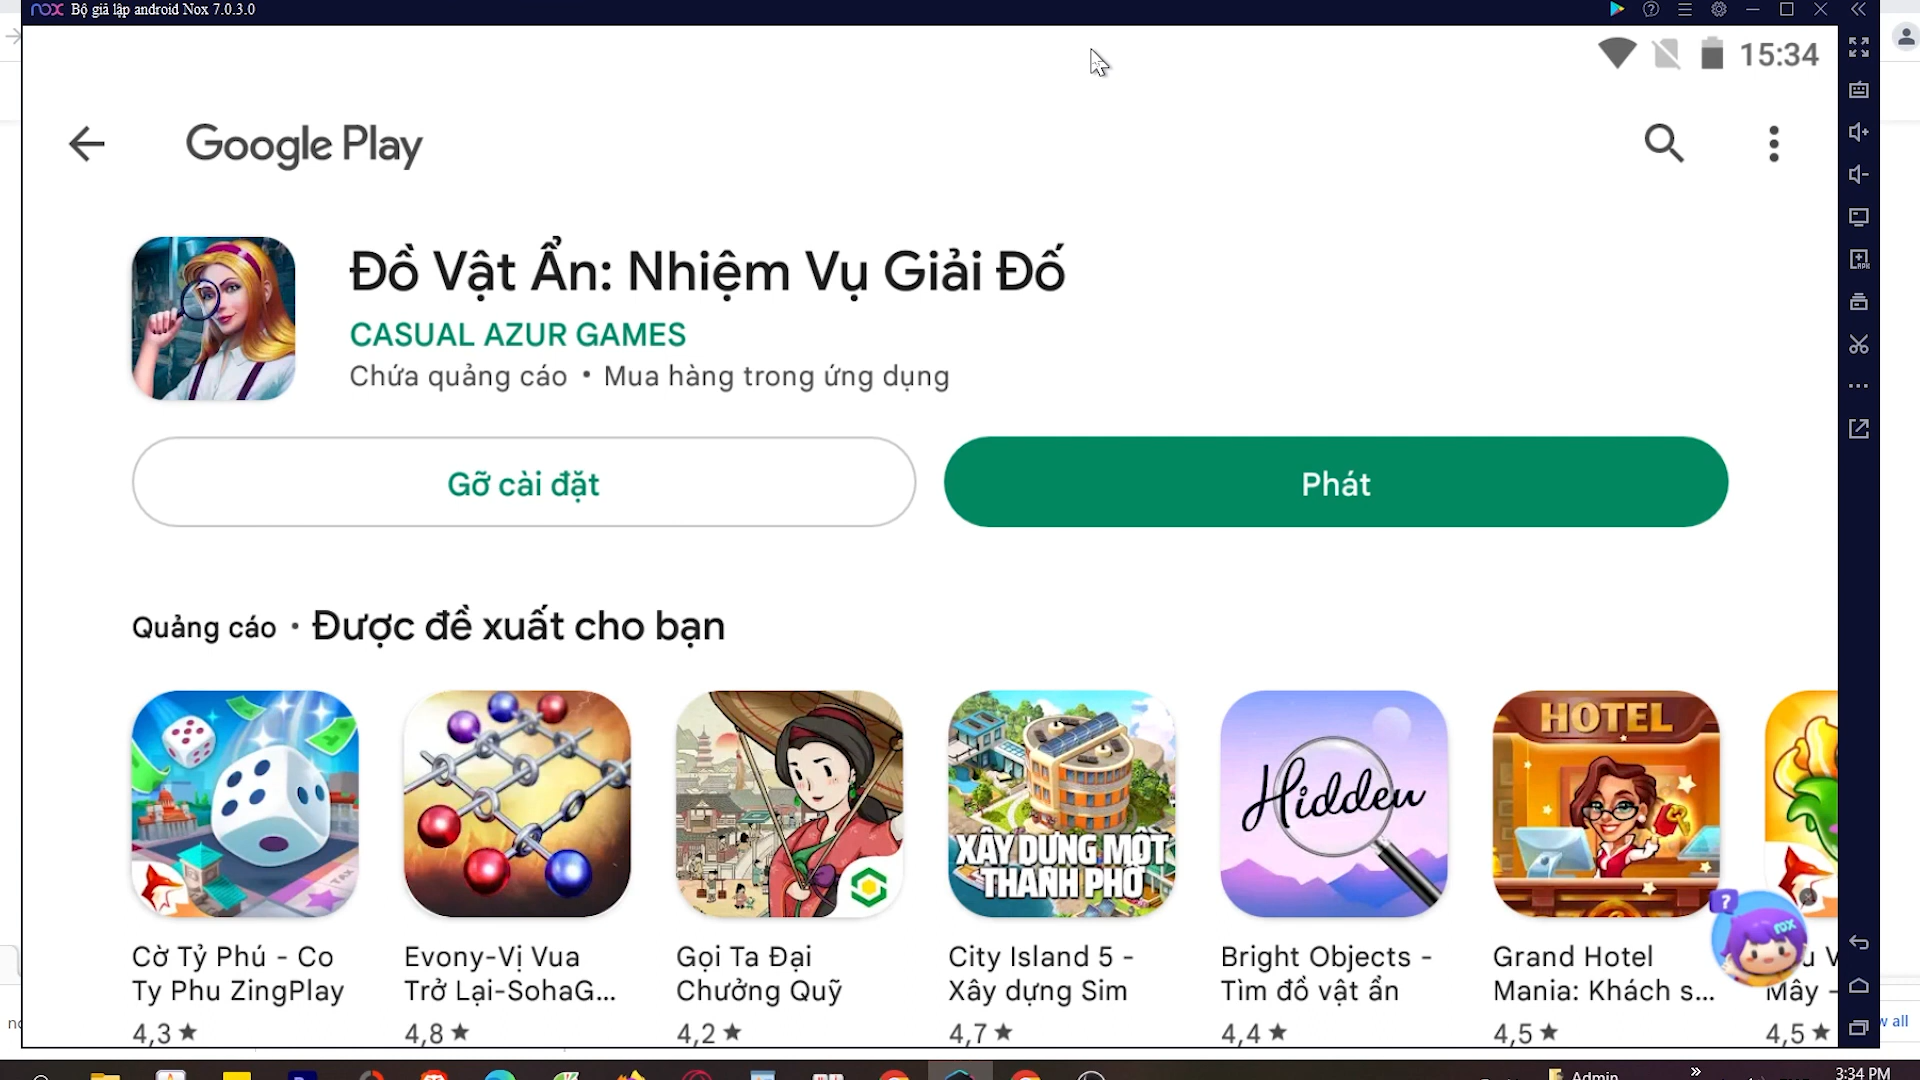 nox Bộ giả lập android Nox 7.0.3.0
15:34
Google Play
Đồ Vật Ẩn: Nhiệm Vụ Giải Đố
CASUAL AZUR GAMES
Chứa quảng cáo • Mua hàng trong ứng dụng
Gỡ cài đặt
Phát
Quảng cáo • Được đề xuất cho bạn
HOTEL
Hidden
XÂY DỰNG MỘT
THÀNH PHỐ
TAX
nox
Cờ Tỷ Phú - Co
Ty Phu ZingPlay
4,3 ★
Evony-Vị Vua
Trở Lại-SohaG...
4,8 ★
Gọi Ta Đại
Chưởng Quỹ
4,2 ★
City Island 5 -
Xây dựng Sim
4,7 ★
Bright Objects -
Tìm đồ vật ẩn
4,4 ★
Grand Hotel
Mania: Khách s...
4,5 ★
Mây -
4,5 ★
all
Admin
3:34 PM